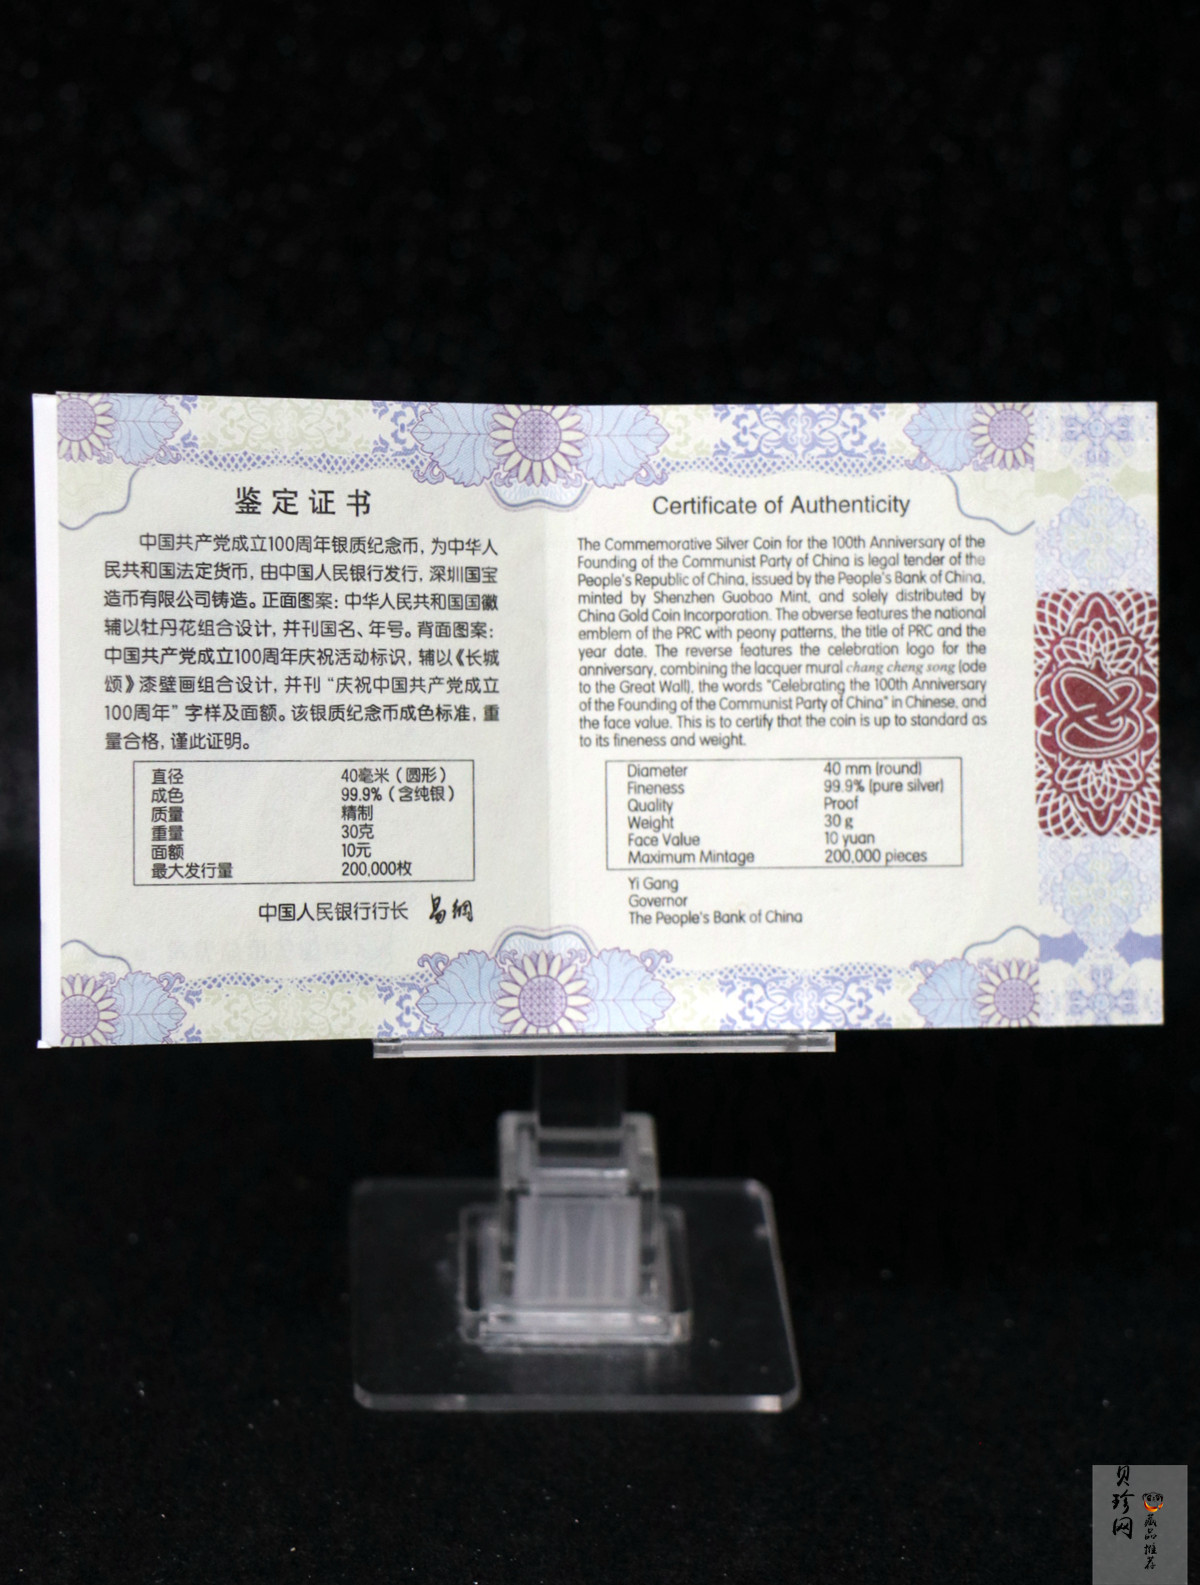 鉴定证书
中国共产党成立100周年银质纪念币，为中华人
民共和国法定货币，由中国人民银行发行，深圳国宝
造币有限公司铸造。正面图案：中华人民共和国国徽
辅以牡丹花组合设计，并刊国名、年号。背面图案：
中国共产党成立100周年庆祝活动标识，辅以《长城
颂》漆壁画组合设计，并刊“庆祝中国共产党成立
100周年”字样及面额。该银质纪念币成色标准，重
量合格，谨此证明。
直径 40毫米（圆形）
成色 99.9%（含纯银）
质量 精制
重量 30克
面额 10元
最大发行量 200,000枚
中国人民银行行长 易纲
Certificate of Authenticity
The Commemorative Silver Coin for the 100th Anniversary of the
Founding of the Communist Party of China is legal tender of the
People's Republic of China, issued by the People's Bank of China,
minted by Shenzhen Guobao Mint, and solely distributed by
China Gold Coin Incorporation. The obverse features the national
emblem of the PRC with peony patterns, the title of PRC and the
year date. The reverse features the celebration logo for the
anniversary, combining the lacquer mural chang cheng song (ode
to the Great Wall), the words "Celebrating the 100th Anniversary
of the Founding of the Communist Party of China" in Chinese, and
the face value. This is to certify that the coin is up to standard as
to its fineness and weight.
Diameter 40 mm (round)
Fineness 99.9% (pure silver)
Quality Proof
Weight 30 g
Face Value 10 yuan
Maximum Mintage 200,000 pieces
Yi Gang
Governor
The People's Bank of China
贝珍网
藏品推荐